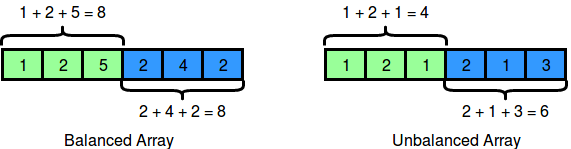 1 + 2 + 5 = 8
1 2 5 2 4 2
2 + 4 + 2 = 8
Balanced Array
1 + 2 + 1 = 4
1 2 1 2 1 3
2 + 1 + 3 = 6
Unbalanced Array